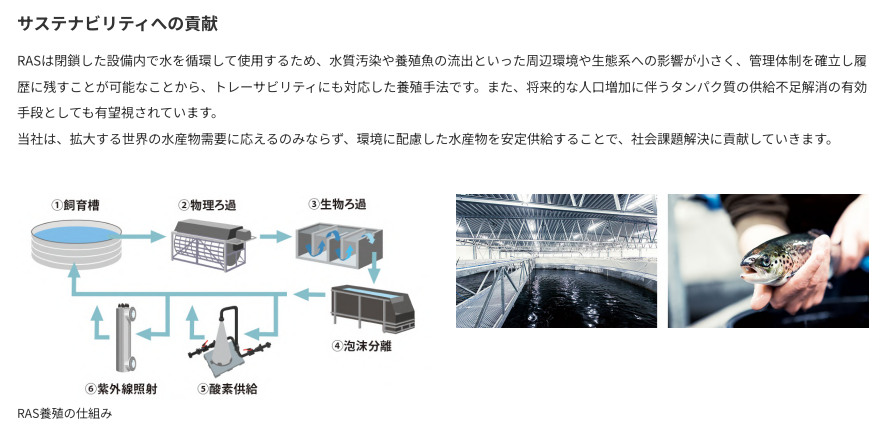 サステナビリティへの貢献
RASは閉鎖した設備内で水を循環して使用するため、水質汚染や養殖魚の流出といった周辺環境や生態系への影響が小さく、管理体制を確立し履
歴に残すことが可能なことから、トレーサビリティにも対応した養殖手法です。また、将来的な人口増加に伴うタンパク質の供給不足解消の有効
手段としても有望視されています。
当社は、拡大する世界の水産物需要に応えるのみならず、環境に配慮した水産物を安定供給することで、社会課題解決に貢献していきます。
①飼育槽
②物理ろ過
③生物ろ過
④泡沫分離
⑥紫外線照射
⑤酸素供給
RAS養殖の仕組み